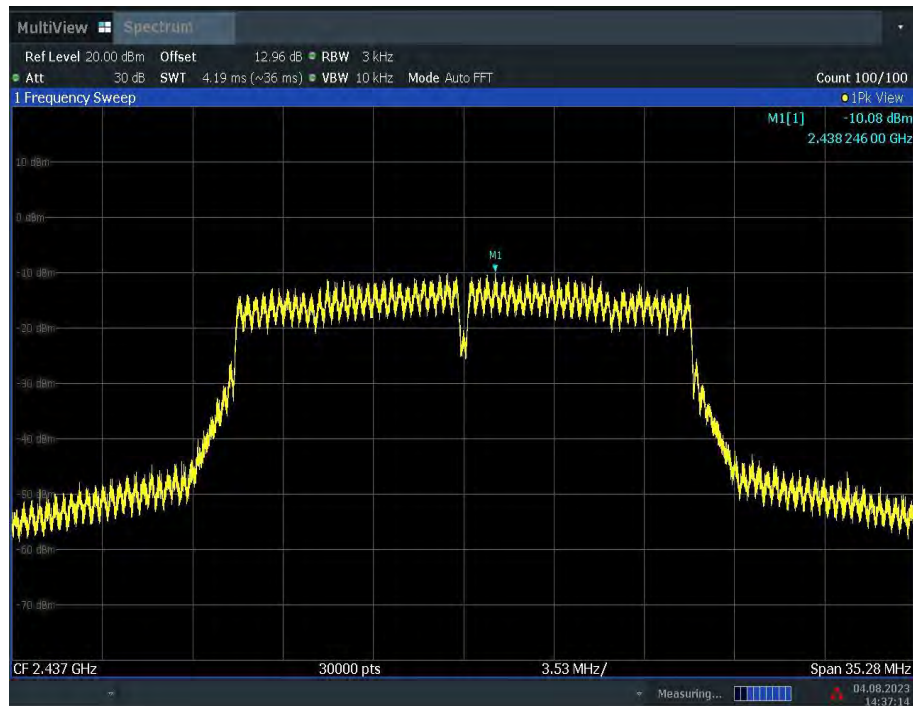 MultiView Spectrum
Ref Level 20.00 dBm Offset 12.96 dB RBW 3 kHz
Att 30 dB SWT 4.19 ms (~36 ms) VBW 10 kHz Mode Auto FFT Count 100/100
1 Frequency Sweep 1Pk View
M1[1] -10.08 dBm
2.438 246 00 GHz
10 dBm
0 dBm
M1
-10 dBm
-20 dBm
-30 dBm
-40 dBm
-50 dBm
-60 dBm
-70 dBm
CF 2.437 GHz 30000 pts 3.53 MHz/ Span 35.28 MHz
Measuring... 04.08.2023
14:37:14